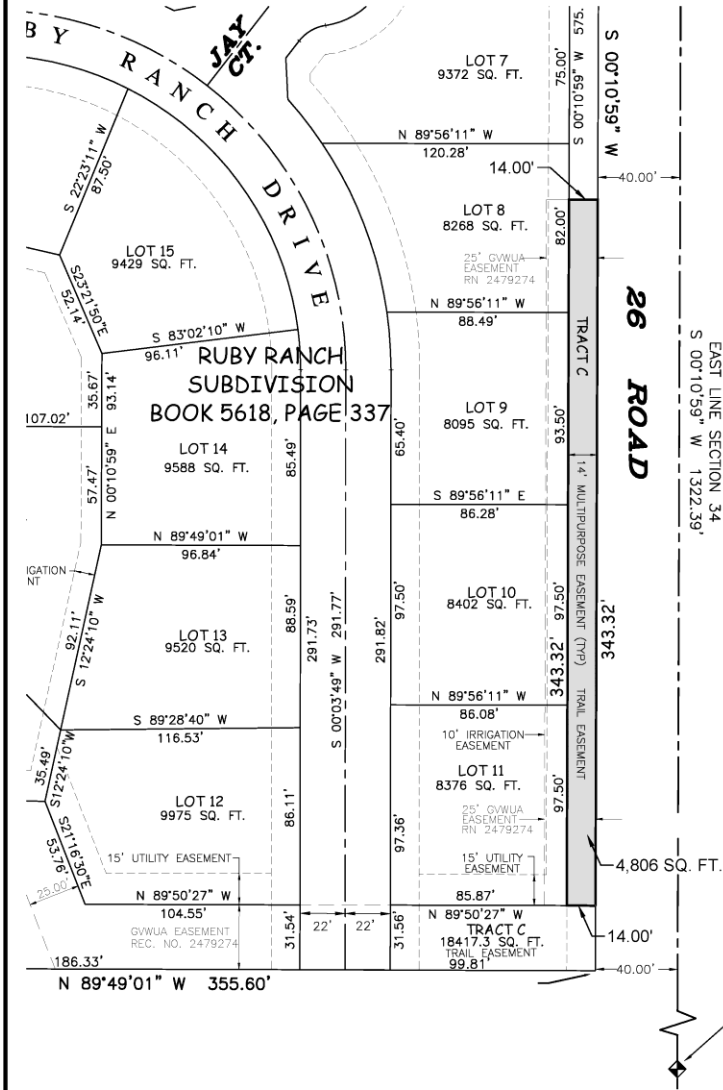 BY RANCH DRIVE
JAY
CT.
LOT 7
9372 SQ. FT.
75.00'
S 00°10'59" W 575.
S 00°10'59" W
N 89°56'11" W
120.28'
14.00'
40.00'
S 22°23'11" W
87.50'
LOT 8
8268 SQ. FT.
82.00'
25' GVWUA
EASEMENT
RN 2479274
LOT 15
9429 SQ. FT.
S23°21'50"E
52.14'
N 89°56'11" W
88.49'
TRACT C
26 ROAD
EAST LINE SECTION 34
S 00°10'59" W 1322.39'
S 83°02'10" W
96.11'
RUBY RANCH
SUBDIVISION
BOOK 5618, PAGE 337
35.67'
93.14'
N 00°10'59" E
107.02'
57.47'
LOT 14
9588 SQ. FT.
85.49'
65.40'
LOT 9
8095 SQ. FT.
93.50'
S 89°56'11" E
86.28'
14' MULTIPURPOSE EASEMENT (TYP)
TRAIL EASEMENT
N 89°49'01" W
96.84'
IGATION
NT
92.11'
S 12°24'10" W
LOT 13
9520 SQ. FT.
88.59'
291.73'
S 00°03'49" W 291.77'
291.82'
97.50'
LOT 10
8402 SQ. FT.
97.50'
343.32'
343.32'
N 89°56'11" W
86.08'
S 89°28'40" W
116.53'
10' IRRIGATION
EASEMENT
35.49'
S12°24'10"W
LOT 12
9975 SQ. FT.
86.11'
97.36'
LOT 11
8376 SQ. FT.
97.50'
25' GVWUA
EASEMENT
RN 2479274
S21°16'30"E
53.76'
25.00'
15' UTILITY EASEMENT
15' UTILITY
EASEMENT
4,806 SQ. FT.
N 89°50'27" W
104.55'
85.87'
N 89°50'27" W
GVWUA EASEMENT
REC. NO. 2479274
31.54'
22'
22'
31.56'
TRACT C
18417.3 SQ. FT.
TRAIL EASEMENT
99.81'
14.00'
40.00'
186.33'
N 89°49'01" W 355.60'